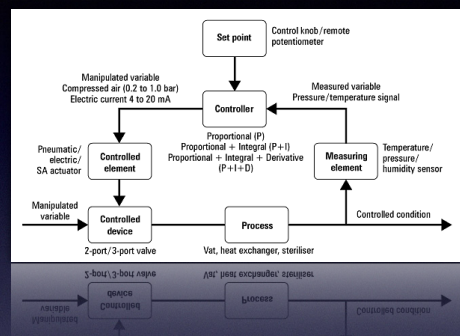 Set point
Control knob/remote
potentiometer
Manipulated variable
Compressed air (0.2 to 1.0 bar)
Electric current 4 to 20 mA
Measured variable
Pressure/temperature signal
Controller
Proportional (P)
Proportional + Integral (P+I)
Proportional + Integral + Derivative
(P+I+D)
Pneumatic/
electric/
SA actuator
Controlled
element
Measuring
element
Temperature/
pressure/
humidity sensor
Manipulated
variable
Controlled
device
Process
Controlled condition
2-port/3-port valve
Vat, heat exchanger, steriliser